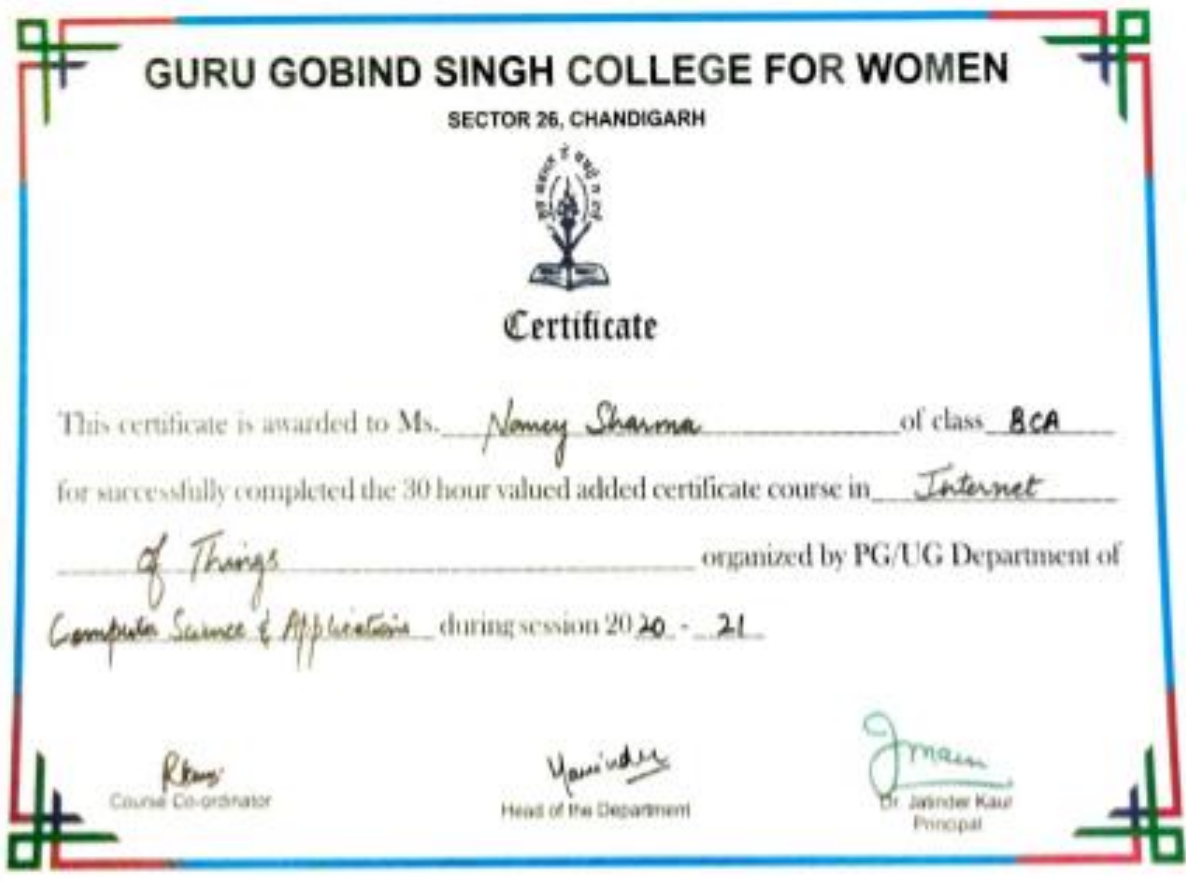 GURU GOBIND SINGH COLLEGE FOR WOMEN
SECTOR 26, CHANDIGARH
Certificate
This certificate is awarded to Ms. Nancy Sharma of class BCA
for successfully completed the 30 hour valued added certificate course in Internet
of Things organized by PG/UG Department of
Computer Science & Applications during session 2020 - 21
Course Co-ordinator
Head of the Department
Dr. Jatinder Kaur
Principal